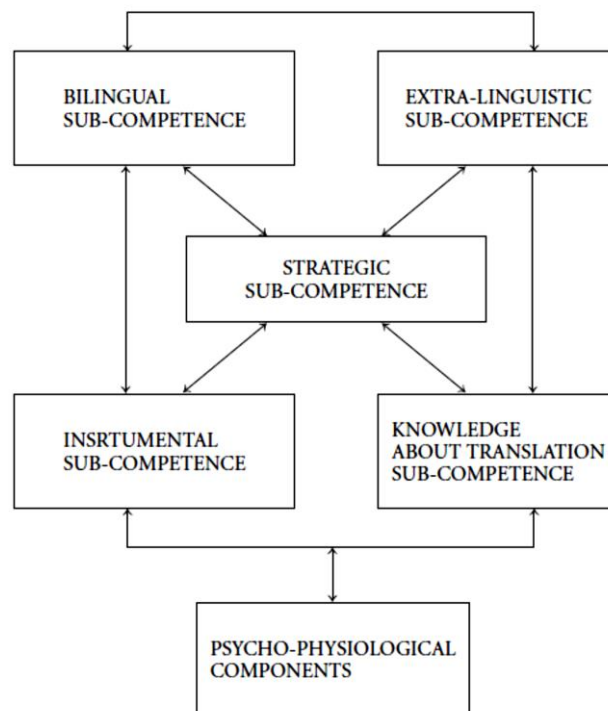 BILINGUAL
SUB-COMPETENCE
EXTRA-LINGUISTIC
SUB-COMPETENCE
STRATEGIC
SUB-COMPETENCE
INSRTUMENTAL
SUB-COMPETENCE
KNOWLEDGE
ABOUT TRANSLATION
SUB-COMPETENCE
PSYCHO-PHYSIOLOGICAL
COMPONENTS